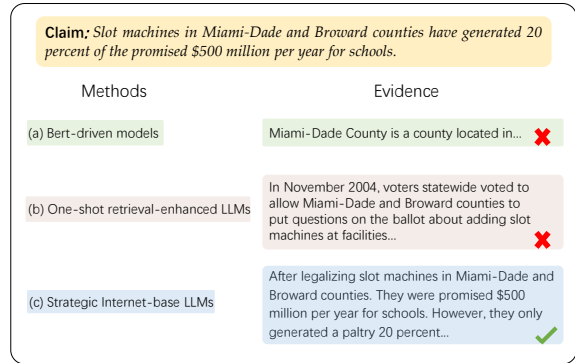 Claim: Slot machines in Miami-Dade and Broward counties have generated 20
percent of the promised $500 million per year for schools.
Methods
Evidence
(a) Bert-driven models
Miami-Dade County is a county located in...
(b) One-shot retrieval-enhanced LLMs
In November 2004, voters statewide voted to
allow Miami-Dade and Broward counties to
put questions on the ballot about adding slot
machines at facilities...
(c) Strategic Internet-base LLMs
After legalizing slot machines in Miami-Dade and
Broward counties. They were promised $500
million per year for schools. However, they only
generated a paltry 20 percent...